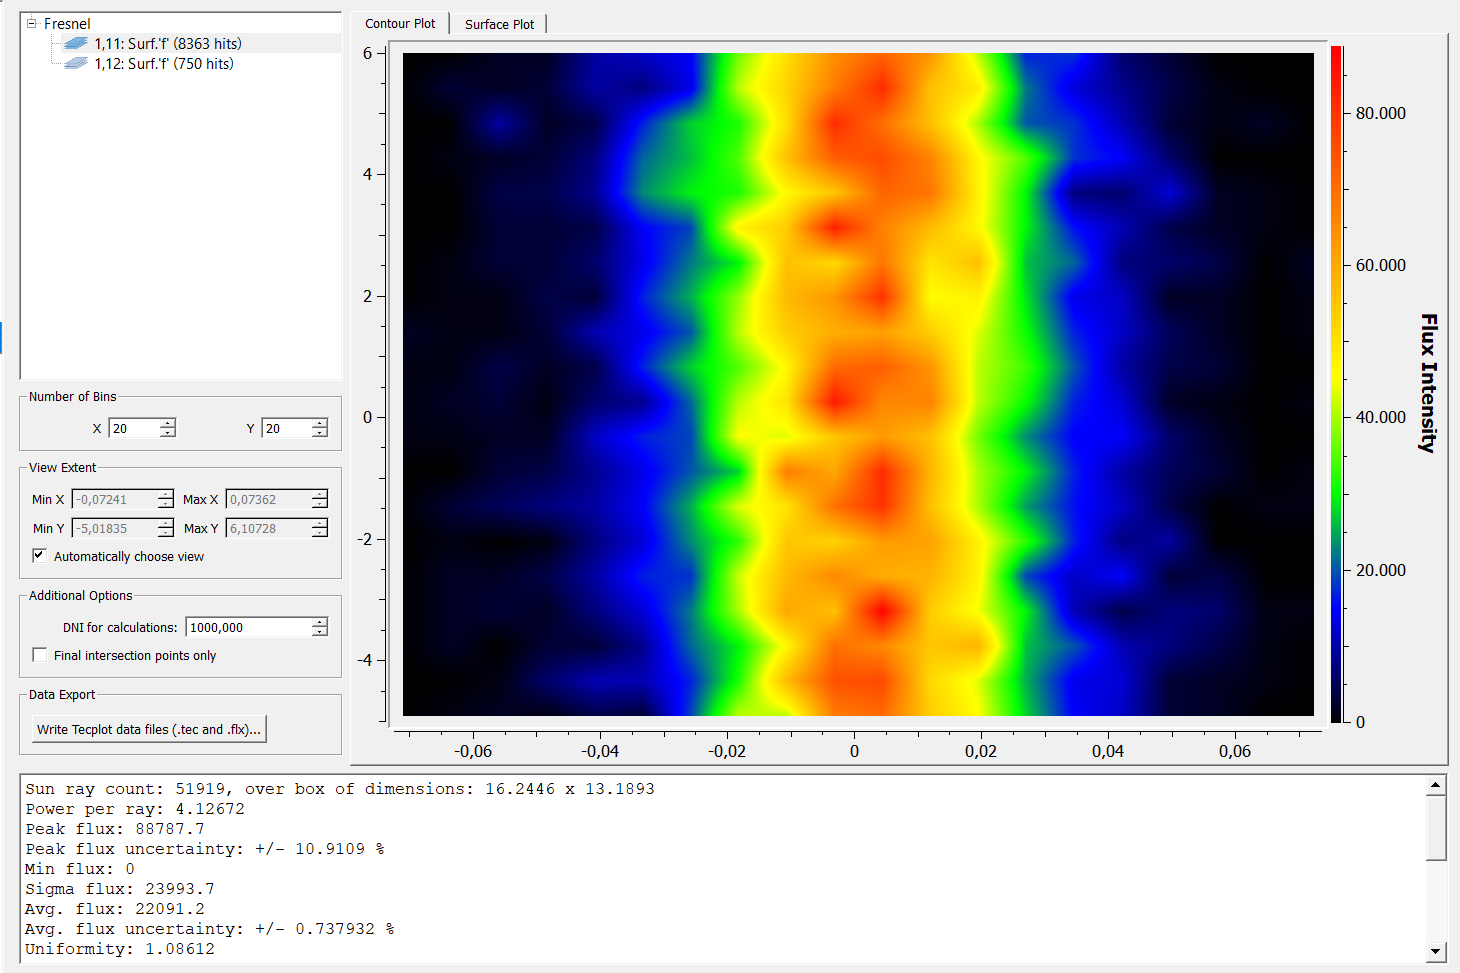 Fresnel
1,11: Surf.'f' (8363 hits)
1,12: Surf.'f' (750 hits)
Number of Bins
X 20 Y 20
View Extent
Min X -0,07241 Max X 0,07362
Min Y -5,01835 Max Y 6,10728
Automatically choose view
Additional Options
DNI for calculations: 1000,000
Final intersection points only
Data Export
Write Tecplot data files (.tec and .flx)...
Contour Plot Surface Plot
6
4
2
0
-2
-4
-0,06 -0,04 -0,02 0 0,02 0,04 0,06
80.000
60.000
40.000
20.000
0
Flux Intensity
Sun ray count: 51919, over box of dimensions: 16.2446 x 13.1893
Power per ray: 4.12672
Peak flux: 88787.7
Peak flux uncertainty: +/- 10.9109 %
Min flux: 0
Sigma flux: 23993.7
Avg. flux: 22091.2
Avg. flux uncertainty: +/- 0.737932 %
Uniformity: 1.08612